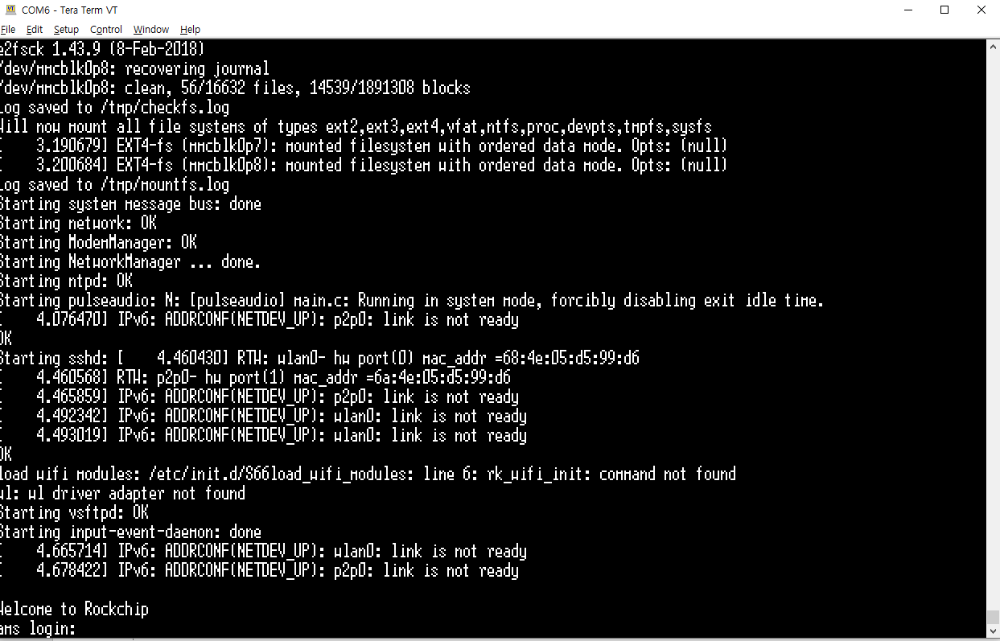 COM6 - Tera Term VT
File Edit Setup Control Window Help
e2fsck 1.43.9 (8-Feb-2018)
/dev/mmcblk0p8: recovering journal
/dev/mmcblk0p8: clean, 56/16632 files, 14539/1891308 blocks
Log saved to /tmp/checkfs.log
Will now mount all file systems of types ext2,ext3,ext4,vfat,ntfs,proc,devpts,tmpfs,sysfs
[    3.190679] EXT4-fs (mmcblk0p7): mounted filesystem with ordered data mode. Opts: (null)
[    3.200684] EXT4-fs (mmcblk0p8): mounted filesystem with ordered data mode. Opts: (null)
Log saved to /tmp/mountfs.log
Starting system message bus: done
Starting network: OK
Starting ModemManager: OK
Starting NetworkManager ... done.
Starting ntpd: OK
Starting pulseaudio: N: [pulseaudio] main.c: Running in system mode, forcibly disabling exit idle time.
[    4.076470] IPv6: ADDRCONF(NETDEV_UP): p2p0: link is not ready
OK
Starting sshd: [    4.460430] RTW: wlan0- hw port(0) mac_addr =68:4e:05:d5:99:d6
[    4.460568] RTW: p2p0- hw port(1) mac_addr =6a:4e:05:d5:99:d6
[    4.465859] IPv6: ADDRCONF(NETDEV_UP): p2p0: link is not ready
[    4.492342] IPv6: ADDRCONF(NETDEV_UP): wlan0: link is not ready
[    4.493019] IPv6: ADDRCONF(NETDEV_UP): wlan0: link is not ready
OK
load wifi modules: /etc/init.d/S66load_wifi_modules: line 6: rk_wifi_init: command not found
wl: wl driver adapter not found
Starting vsftpd: OK
Starting input-event-daemon: done
[    4.665714] IPv6: ADDRCONF(NETDEV_UP): wlan0: link is not ready
[    4.678422] IPv6: ADDRCONF(NETDEV_UP): p2p0: link is not ready
Welcome to Rockchip
ams login: